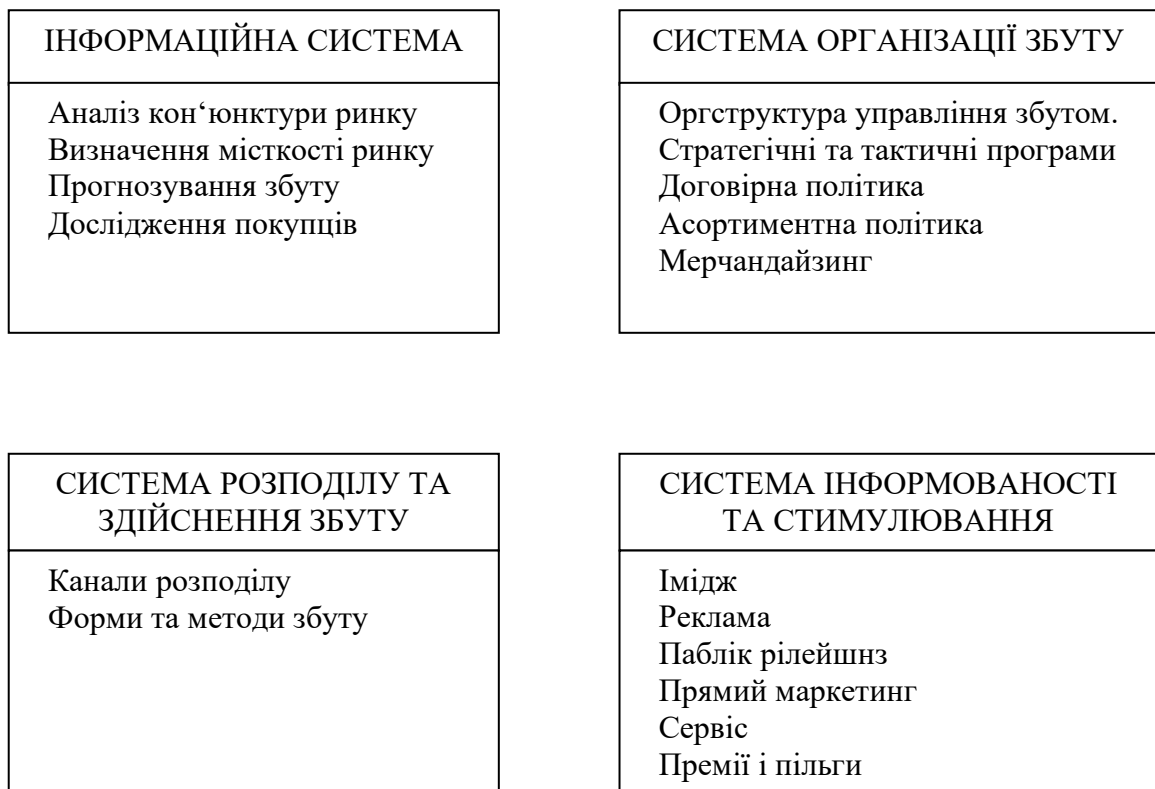 ІНФОРМАЦІЙНА СИСТЕМА
Аналіз кон‘юнктури ринку
Визначення місткості ринку
Прогнозування збуту
Дослідження покупців
СИСТЕМА ОРГАНІЗАЦІЇ ЗБУТУ
Оргструктура управління збутом.
Стратегічні та тактичні програми
Договірна політика
Асортиментна політика
Мерчандайзинг
СИСТЕМА РОЗПОДІЛУ ТА
ЗДІЙСНЕННЯ ЗБУТУ
Канали розподілу
Форми та методи збуту
СИСТЕМА ІНФОРМОВАНОСТІ
ТА СТИМУЛЮВАННЯ
Імідж
Реклама
Паблік рілейшнз
Прямий маркетинг
Сервіс
Премії і пільги